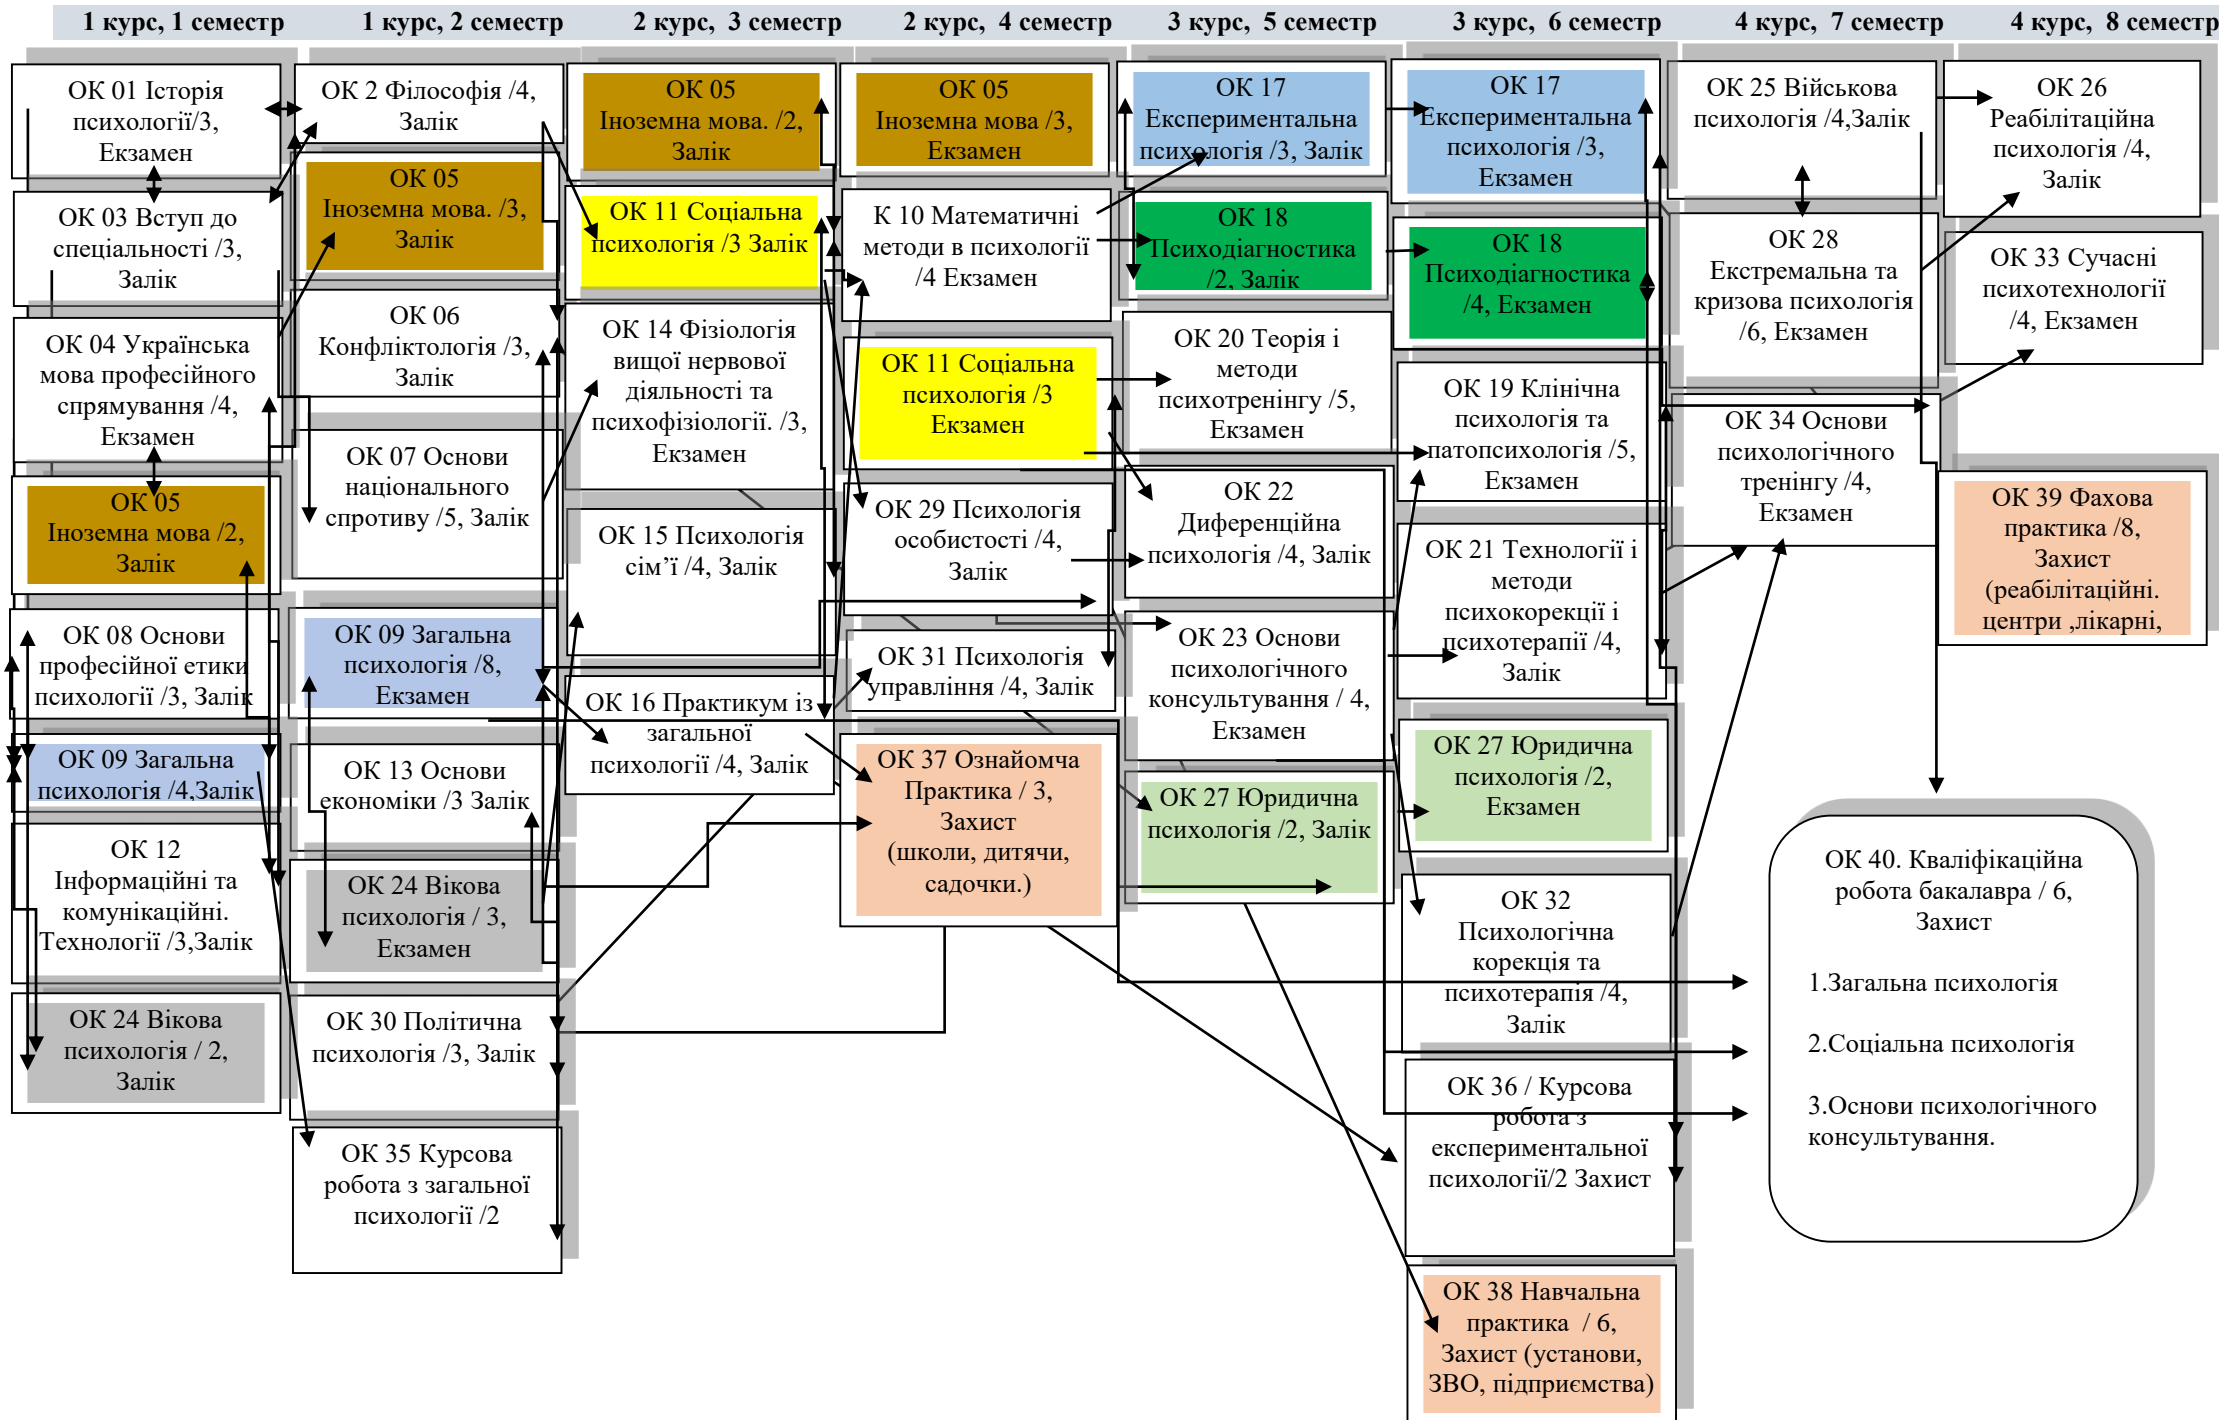 1 курс, 1 семестр
1 курс, 2 семестр
2 курс, 3 семестр
2 курс, 4 семестр
3 курс, 5 семестр
3 курс, 6 семестр
4 курс, 7 семестр
4 курс, 8 семестр
ОК 01 Історія
психології/3,
Екзамен
ОК 03 Вступ до
спеціальності /3,
Залік
ОК 04 Українська
мова професійного
спрямування /4,
Екзамен
ОК 05
Іноземна мова /2,
Залік
ОК 08 Основи
професійної етики
психології /3, Залік
ОК 09 Загальна
психологія /4,Залік
ОК 12
Інформаційні та
комунікаційні.
Технології /3,Залік
ОК 24 Вікова
психологія / 2,
Залік
ОК 2 Філософія /4,
Залік
ОК 05
Іноземна мова. /3,
Залік
ОК 06
Конфліктологія /3,
Залік
ОК 07 Основи
національного
спротиву /5, Залік
ОК 09 Загальна
психологія /8,
Екзамен
ОК 13 Основи
економіки /3 Залік
ОК 24 Вікова
психологія / 3,
Екзамен
ОК 30 Політична
психологія /3, Залік
ОК 35 Курсова
робота з загальної
психології /2
ОК 05
Іноземна мова. /2,
Залік
ОК 11 Соціальна
психологія /3 Залік
ОК 14 Фізіологія
вищої нервової
діяльності та
психофізіології. /3,
Екзамен
ОК 15 Психологія
сім’ї /4, Залік
ОК 16 Практикум із
загальної
психології /4, Залік
ОК 05
Іноземна мова /3,
Екзамен
К 10 Математичні
методи в психології
/4 Екзамен
ОК 11 Соціальна
психологія /3
Екзамен
ОК 29 Психологія
особистості /4,
Залік
ОК 31 Психологія
управління /4, Залік
ОК 37 Ознайомча
Практика / 3,
Захист
(школи, дитячи,
садочки.)
ОК 17
Експериментальна
психологія /3, Залік
ОК 18
Психодіагностика
/2, Залік
ОК 20 Теорія і
методи
психотренінгу /5,
Екзамен
ОК 22
Диференційна
психологія /4, Залік
ОК 23 Основи
психологічного
консультування / 4,
Екзамен
ОК 27 Юридична
психологія /2, Залік
ОК 17
Експериментальна
психологія /3,
Екзамен
ОК 18
Психодіагностика
/4, Екзамен
ОК 19 Клінічна
психологія та
патопсихологія /5,
Екзамен
ОК 21 Технології і
методи
психокорекції і
психотерапії /4,
Залік
ОК 27 Юридична
психологія /2,
Екзамен
ОК 32
Психологічна
корекція та
психотерапія /4,
Залік
ОК 36 / Курсова
робота з
експериментальної
психології/2 Захист
ОК 38 Навчальна
практика / 6,
Захист (установи,
ЗВО, підприємства)
ОК 25 Військова
психологія /4,Залік
ОК 28
Екстремальна та
кризова психологія
/6, Екзамен
ОК 34 Основи
психологічного
тренінгу /4,
Екзамен
ОК 26
Реабілітаційна
психологія /4,
Залік
ОК 33 Сучасні
психотехнології
/4, Екзамен
ОК 39 Фахова
практика /8,
Захист
(реабілітаційні.
центри ,лікарні,
ОК 40. Кваліфікаційна
робота бакалавра / 6,
Захист
1.Загальна психологія
2.Соціальна психологія
3.Основи психологічного
консультування.